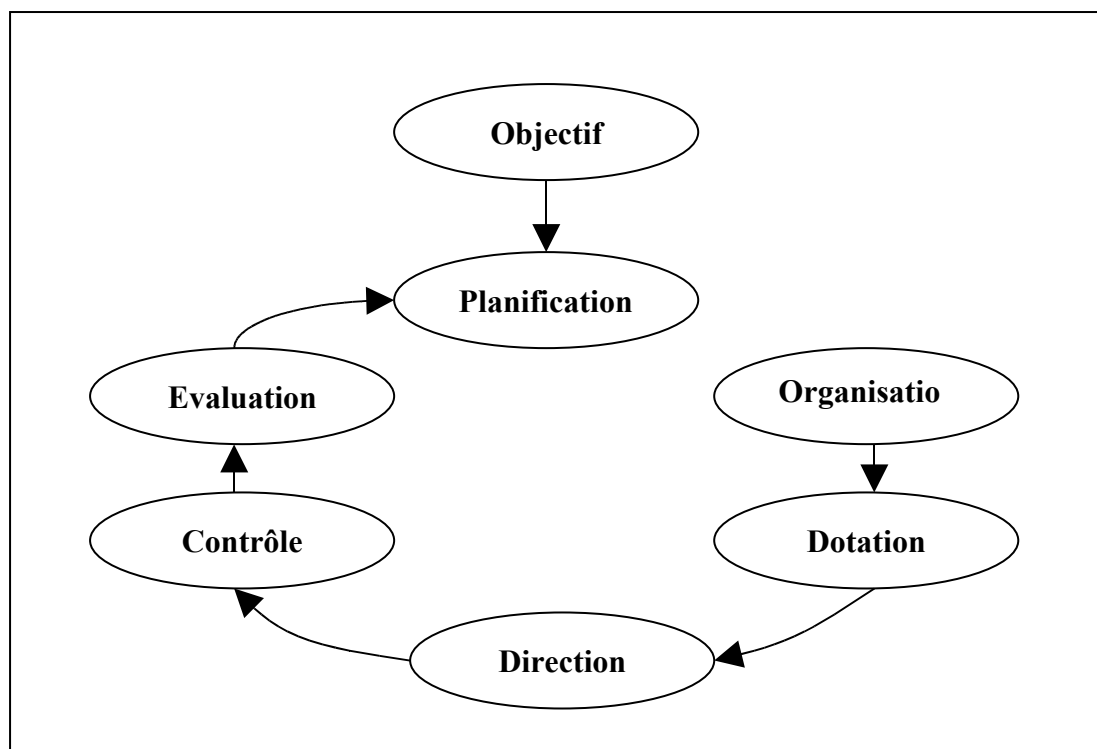 Objectif
Planification
Evaluation
Organisatio
Contrôle
Dotation
Direction